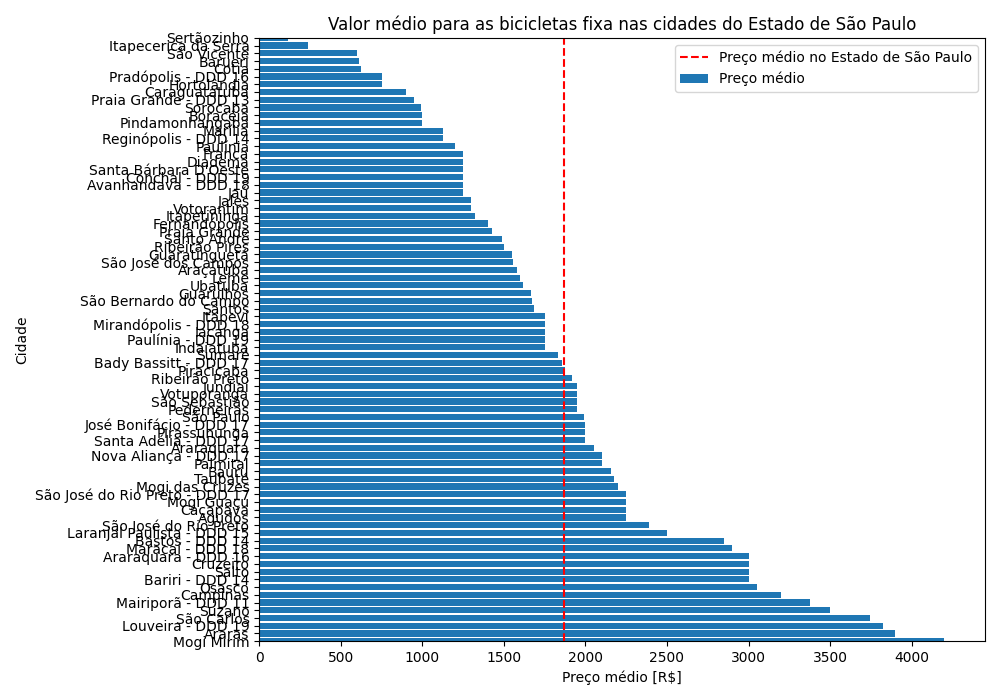 Valor médio para as bicicletas fixa nas cidades do Estado de São Paulo
Preço médio no Estado de São Paulo
Preço médio
Cidade
Sertãozinho
Itapecerica da Serra
São Vicente
Barueri
Cotia
Pradópolis - DDD 16
Hortolândia
Caraguatatuba
Praia Grande - DDD 13
Sorocaba
Boracéia
Pindamonhangaba
Marília
Reginópolis - DDD 14
Paulínia
Franca
Diadema
Santa Bárbara D'Oeste
Conchal - DDD 19
Avanhandava - DDD 18
Jaú
Jales
Votorantim
Itapetininga
Fernandópolis
Praia Grande
Santo André
Ribeirão Pires
Guaratinguetá
São José dos Campos
Araçatuba
Leme
Ubatuba
Guarulhos
São Bernardo do Campo
Santos
Itapevi
Mirandópolis - DDD 18
Iacanga
Paulínia - DDD 19
Indaiatuba
Sumaré
Bady Bassitt - DDD 17
Piracicaba
Ribeirão Preto
Jundiaí
Votuporanga
São Sebastião
Pederneiras
São Paulo
José Bonifácio - DDD 17
Pirassununga
Santa Adélia - DDD 17
Araraquara
Nova Aliança - DDD 17
Palmital
Bauru
Taubaté
Mogi das Cruzes
São José do Rio Preto - DDD 17
Mogi Guaçu
Caçapava
Agudos
São José do Rio Preto
Laranjal Paulista - DDD 15
Bastos - DDD 14
Maracaí - DDD 18
Araraquara - DDD 16
Cruzeiro
Salto
Bariri - DDD 14
Osasco
Campinas
Mairiporã - DDD 11
Suzano
São Carlos
Louveira - DDD 19
Araras
Mogi Mirim
0 500 1000 1500 2000 2500 3000 3500 4000
Preço médio [R$]